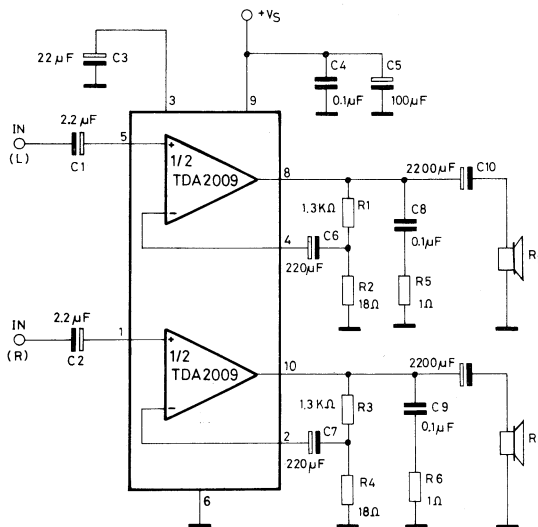 +VS
22µF C3
C4 C5
0.1µF 100µF
3 9
2.2µF
IN 5
(L) C1
+
1/2
TDA2009
−
8
2200µF C10
1.3KΩ R1
C8
0.1µF
4 C6
220µF
R2
18Ω
R5
1Ω
R
2.2µF
IN 1
(R) C2
+
1/2
TDA2009
−
10
2200µF
1.3KΩ R3
C9
0.1µF
2 C7
220µF
R4
18Ω
R6
1Ω
R
6